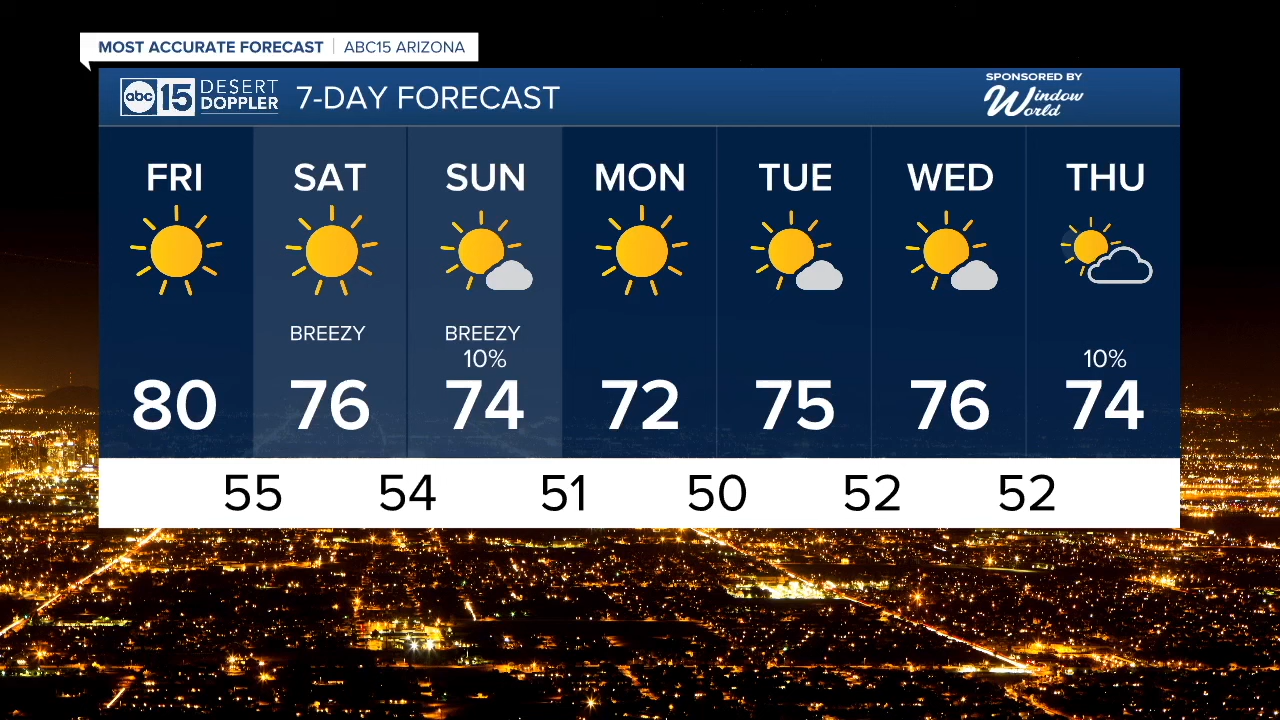 MOST ACCURATE FORECAST | ABC15 ARIZONA
abc 15 DESERT DOPPLER 7-DAY FORECAST
SPONSORED BY
Window World
FRI SAT SUN MON TUE WED THU
BREEZY BREEZY
10% 10%
80 76 74 72 75 76 74
55 54 51 50 52 52